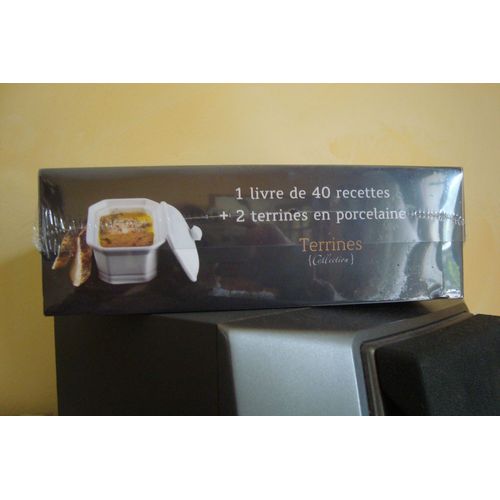 1 livre de 40 recettes
+ 2 terrines en porcelaine
Terrines
{Collection}